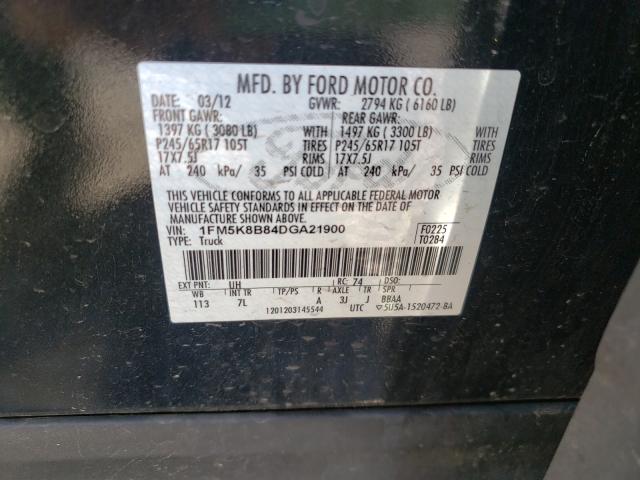 MFD. BY FORD MOTOR CO.
DATE: 03/12 GVWR: 2794 KG ( 6160 LB)
FRONT GAWR: REAR GAWR:
1397 KG ( 3080 LB) WITH 1497 KG ( 3300 LB) WITH
P245/65R17 105T TIRES P245/65R17 105T TIRES
17X7.5J RIMS 17X7.5J RIMS
AT 240 kPa/ 35 PSI COLD AT 240 kPa/ 35 PSI COLD
THIS VEHICLE CONFORMS TO ALL APPLICABLE FEDERAL MOTOR
VEHICLE SAFETY STANDARDS IN EFFECT ON THE DATE OF
MANUFACTURE SHOWN ABOVE.
VIN: 1FM5K8B84DGA21900 F0225
TYPE: Truck T0284
EXT PNT: UH RC: 74 DSO:
WB INT TR TP/PS R AXLE TR SPR
113 7L A 3J J BBAA
1201203145544 UTC 5U5A-1520472-BA